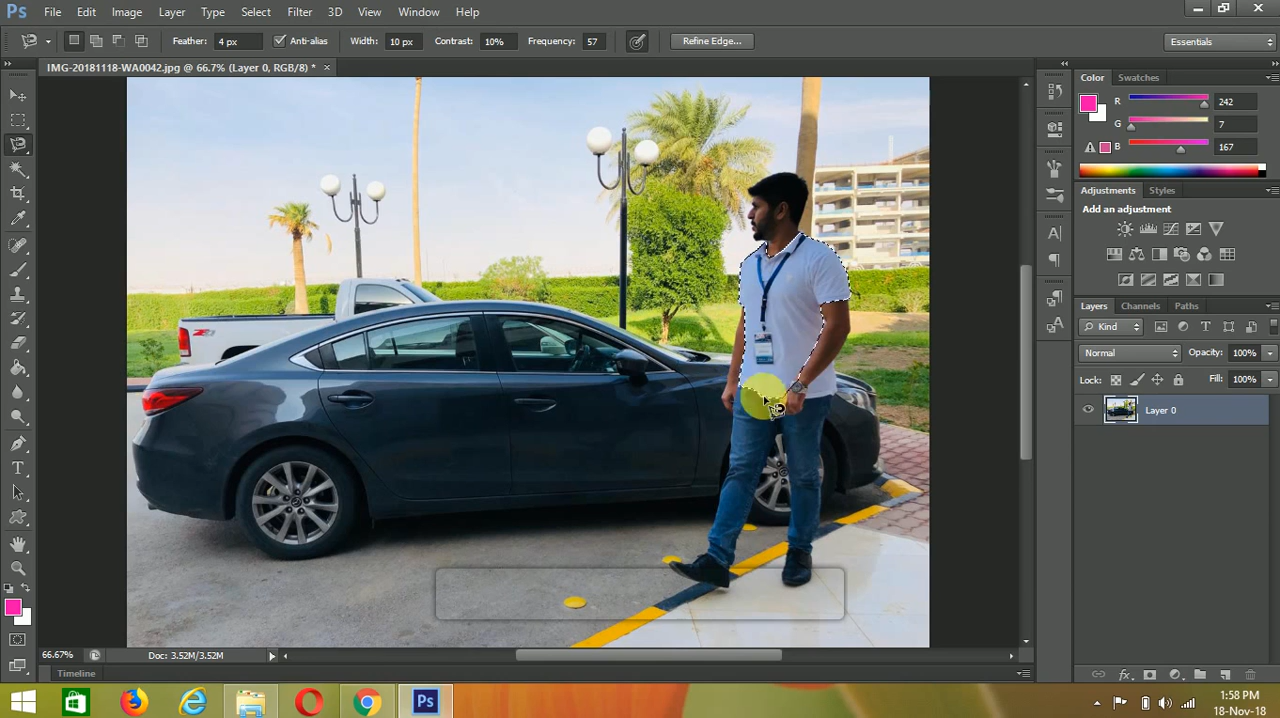 Ps File Edit Image Layer Type Select Filter 3D View Window Help
Feather: 4 px Anti-alias Width: 10 px Contrast: 10% Frequency: 57 Refine Edge... Essentials
IMG-20181118-WA0042.jpg @ 66.7% (Layer 0, RGB/8) * ×
Color Swatches
R 242
G 7
B 167
Adjustments Styles
Add an adjustment
Layers Channels Paths
Kind
Normal Opacity: 100%
Lock: Fill: 100%
Layer 0
66.67% Doc: 3.52M/3.52M
Timeline
Ps
1:58 PM
18-Nov-18